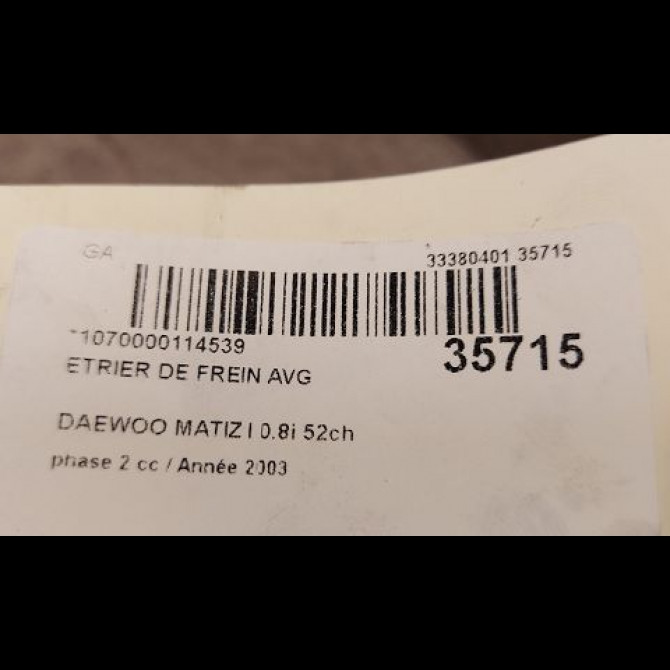 GA 33380401 35715
1070000114539
35715
ETRIER DE FREIN AVG
DAEWOO MATIZ I 0.8i 52ch
phase 2 cc / Année 2003